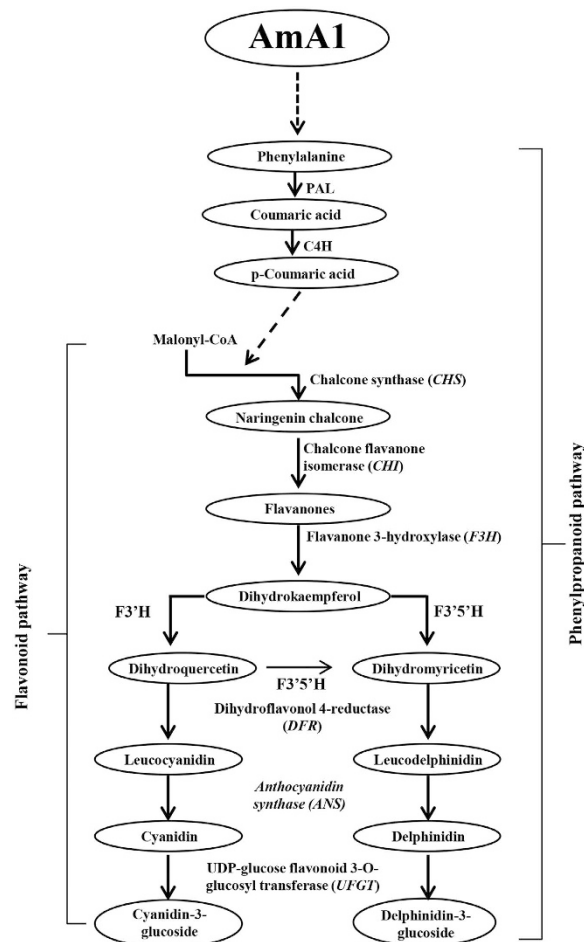 AmA1
Phenylalanine
PAL
Coumaric acid
C4H
p-Coumaric acid
Malonyl-CoA
Chalcone synthase (CHS)
Naringenin chalcone
Chalcone flavanone
isomerase (CHI)
Flavanones
Flavanone 3-hydroxylase (F3H)
Dihydrokaempferol
F3’H
F3’5’H
Dihydroquercetin
Dihydromyricetin
F3’5’H
Dihydroflavonol 4-reductase
(DFR)
Leucocyanidin
Leucodelphinidin
Anthocyanidin
synthase (ANS)
Cyanidin
Delphinidin
UDP-glucose flavonoid 3-O-
glucosyl transferase (UFGT)
Cyanidin-3-
glucoside
Delphinidin-3-
glucoside
Flavonoid pathway
Phenylpropanoid pathway